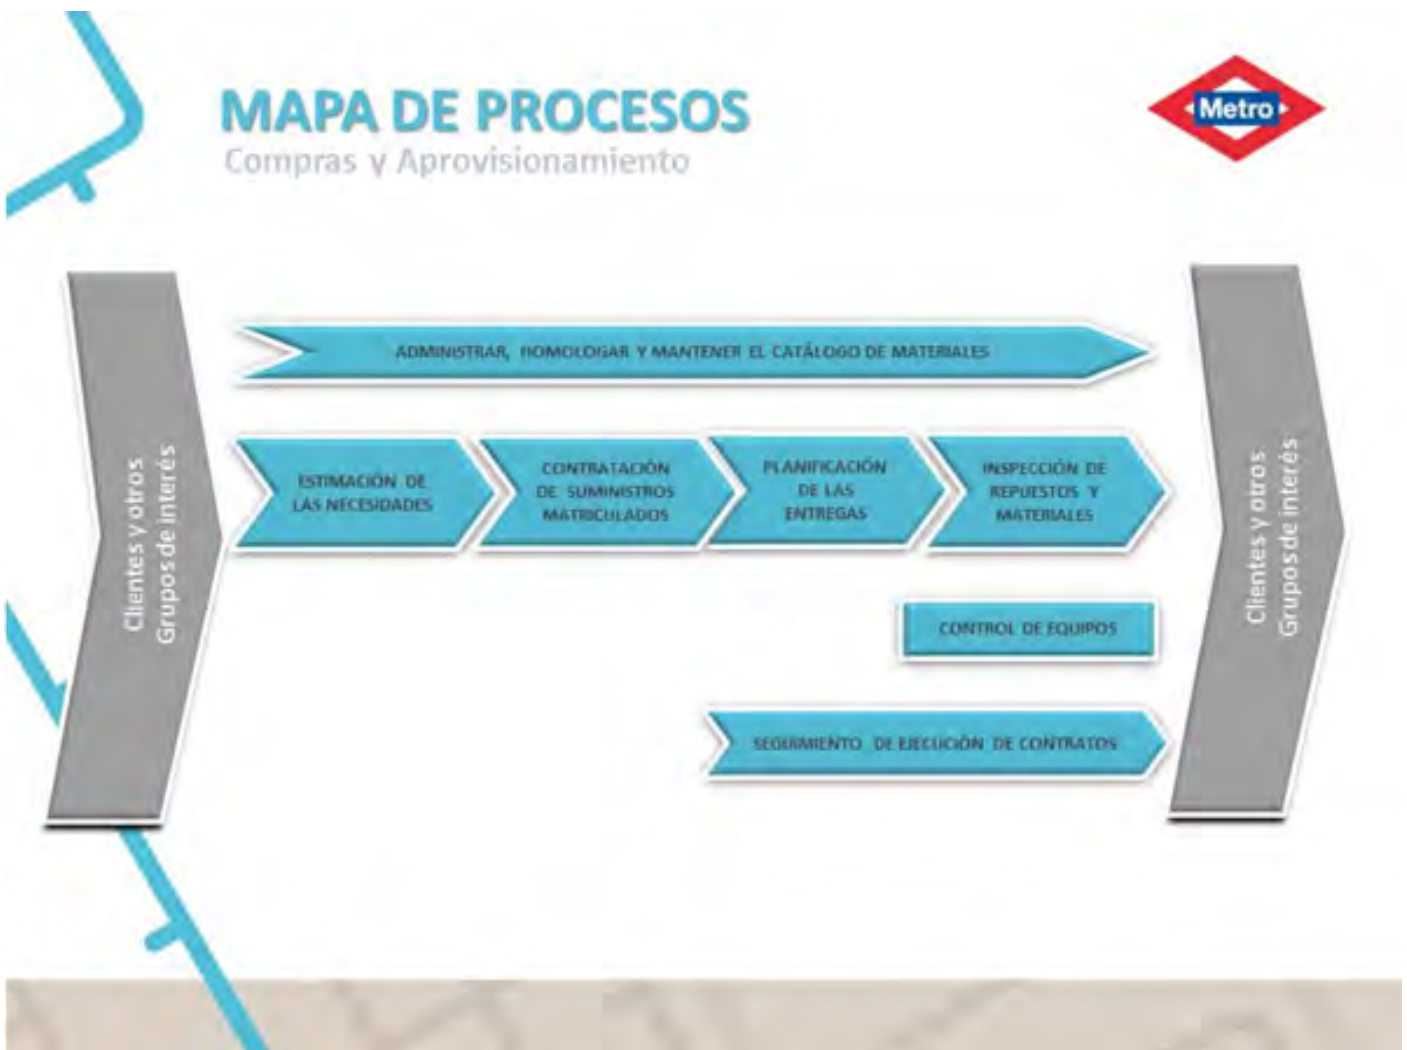 MAPA DE PROCESOS
Compras y Aprovisionamiento
Metro
Clientes y otros
Grupos de interés
ADMINISTRAR, HOMOLOGAR Y MANTENER EL CATÁLOGO DE MATERIALES
ESTIMACIÓN DE
LAS NECESIDADES
CONTRATACIÓN
DE SUMINISTROS
MATRICULADOS
PLANIFICACIÓN
DE LAS
ENTREGAS
INSPECCIÓN DE
REPUESTOS Y
MATERIALES
CONTROL DE EQUIPOS
SEGUIMIENTO DE EJECUCIÓN DE CONTRATOS
Clientes y otros
Grupos de interés